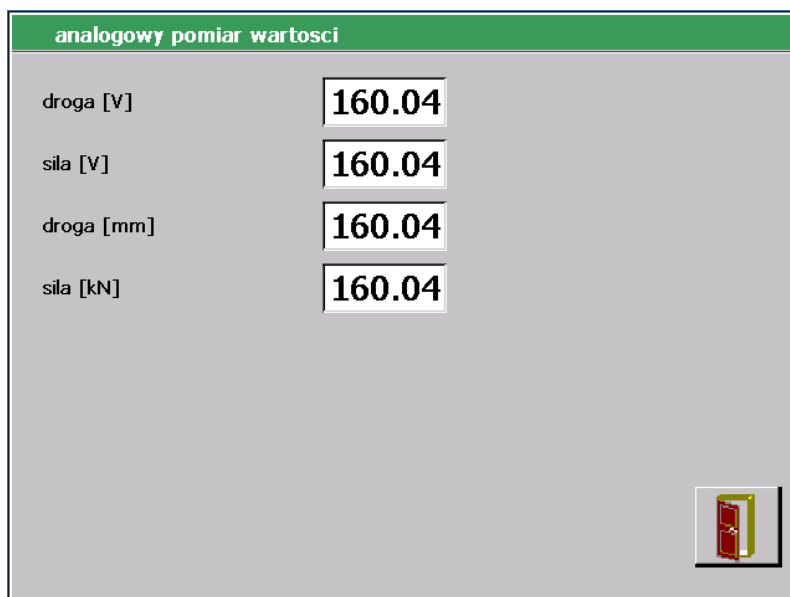 analogowy pomiar wartosci
droga [V] 160.04
sila [V] 160.04
droga [mm] 160.04
sila [kN] 160.04